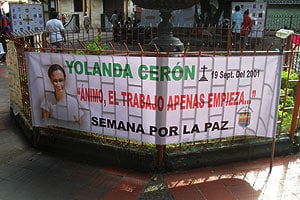 YOLANDA CERÓN
19 Sept. Del 2001
"ÁNIMO, EL TRABAJO APENAS EMPIEZA..."
SEMANA POR LA PAZ